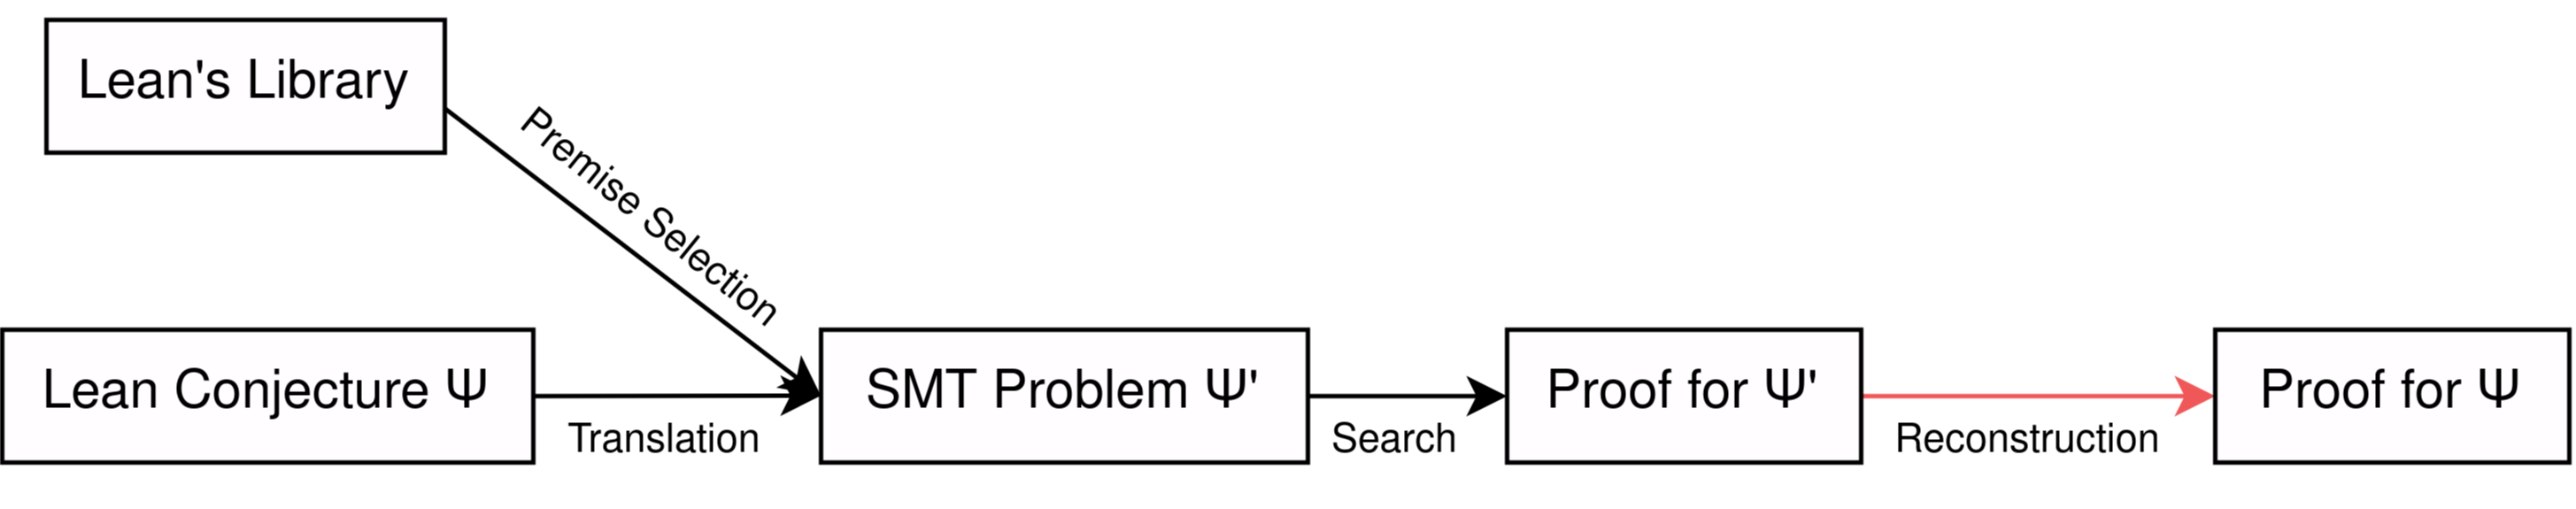 Lean's Library
Premise Selection
Lean Conjecture Ψ
Translation
SMT Problem Ψ'
Search
Proof for Ψ'
Reconstruction
Proof for Ψ